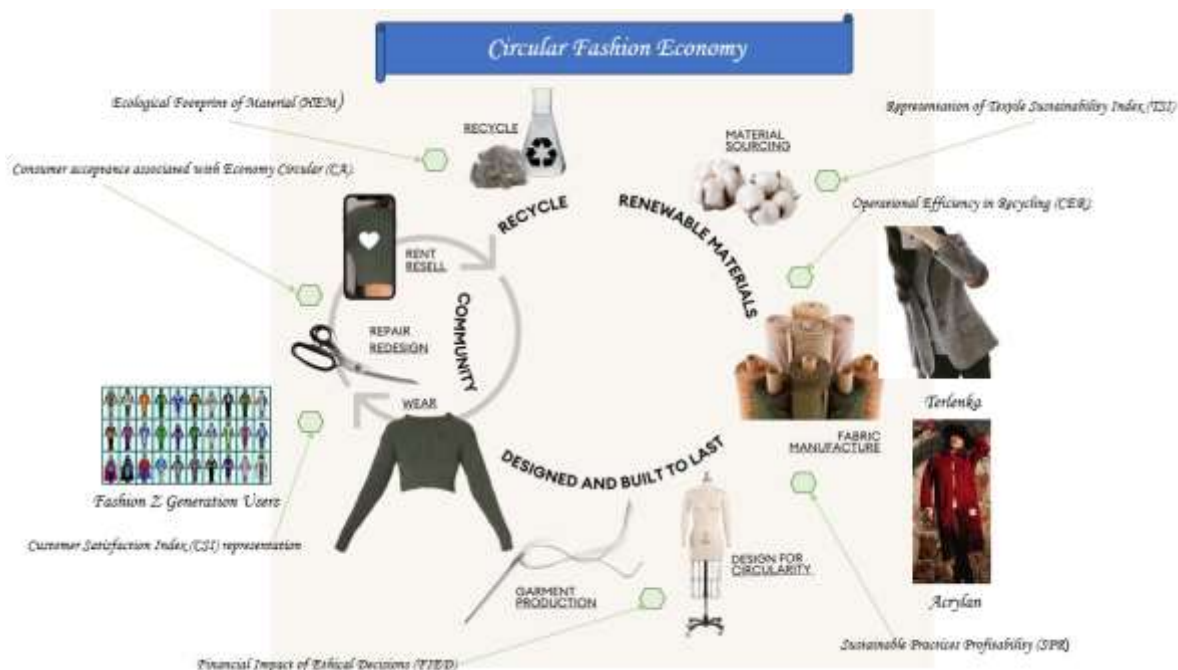 Circular Fashion Economy
Ecological Footprint of Material (HEM)
Representation of Textile Sustainability Index (TSI)
RECYCLE
MATERIAL
SOURCING
Consumer acceptance associated with Economy Circular (CA)
Operational Efficiency in Recycling (CER)
RECYCLE
RENEWABLE MATERIALS
RENT
RESELL
COMMUNITY
REPAIR
REDESIGN
WEAR
Terlenka
FABRIC
MANUFACTURE
DESIGNED AND BUILT TO LAST
Fashion Z Generation Users
Customer Satisfaction Index (CSI) representation
DESIGN FOR
CIRCULARITY
GARMENT
PRODUCTION
Acrylan
Sustainable Practices Profitability (SPR)
Financial Impact of Ethical Decisions (FIED)